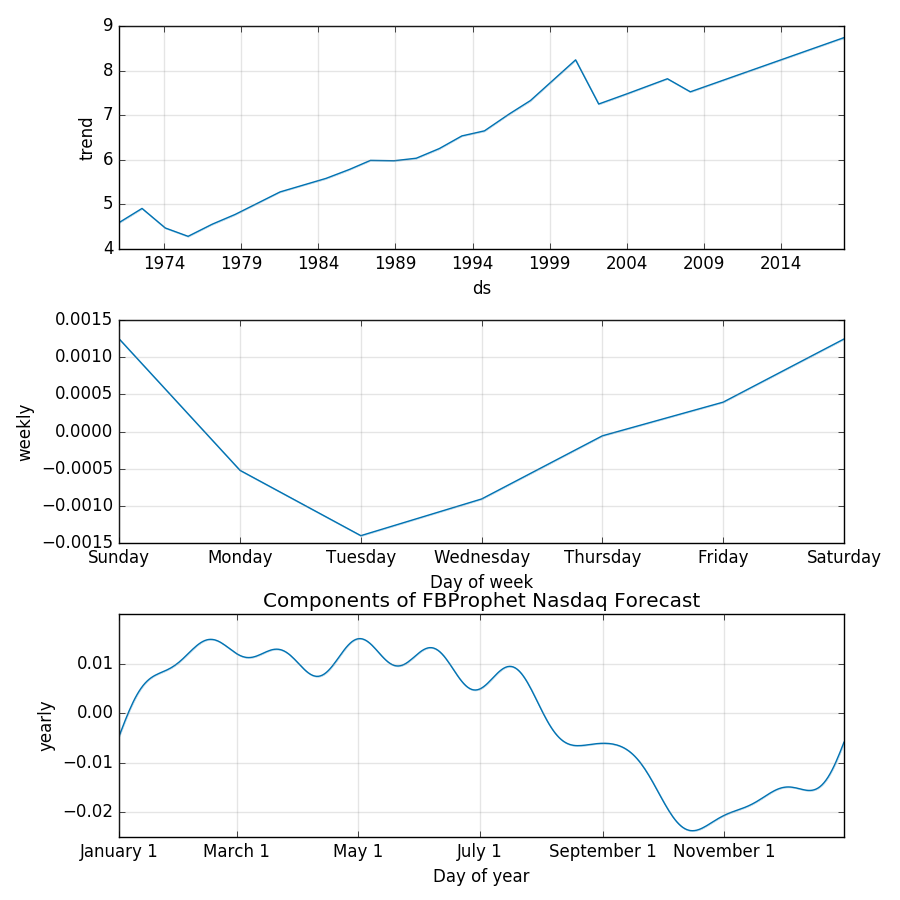 9
8
7
6
5
4
trend
1974 1979 1984 1989 1994 1999 2004 2009 2014
ds
0.0015
0.0010
0.0005
0.0000
−0.0005
−0.0010
−0.0015
weekly
Sunday Monday Tuesday Wednesday Thursday Friday Saturday
Day of week
Components of FBProphet Nasdaq Forecast
0.01
0.00
−0.01
−0.02
yearly
January 1 March 1 May 1 July 1 September 1 November 1
Day of year